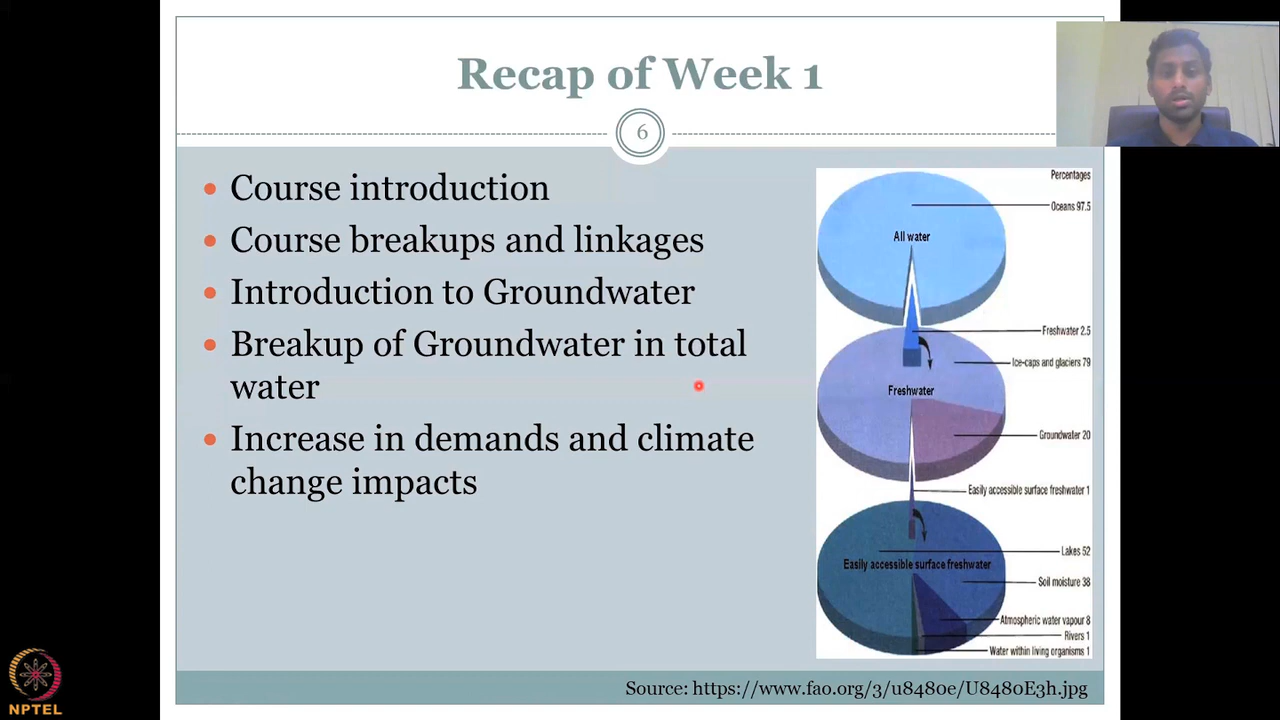 Recap of Week 1
6
• Course introduction
• Course breakups and linkages
• Introduction to Groundwater
• Breakup of Groundwater in total
water
• Increase in demands and climate
change impacts
Percentages
Oceans 97.5
All water
Freshwater 2.5
Ice-caps and glaciers 79
Freshwater
Groundwater 20
Easily accessible surface freshwater 1
Lakes 52
Easily accessible surface freshwater
Soil moisture 38
Atmospheric water vapour 8
Rivers 1
Water within living organisms 1
Source: https://www.fao.org/3/u8480e/U8480E3h.jpg
NPTEL